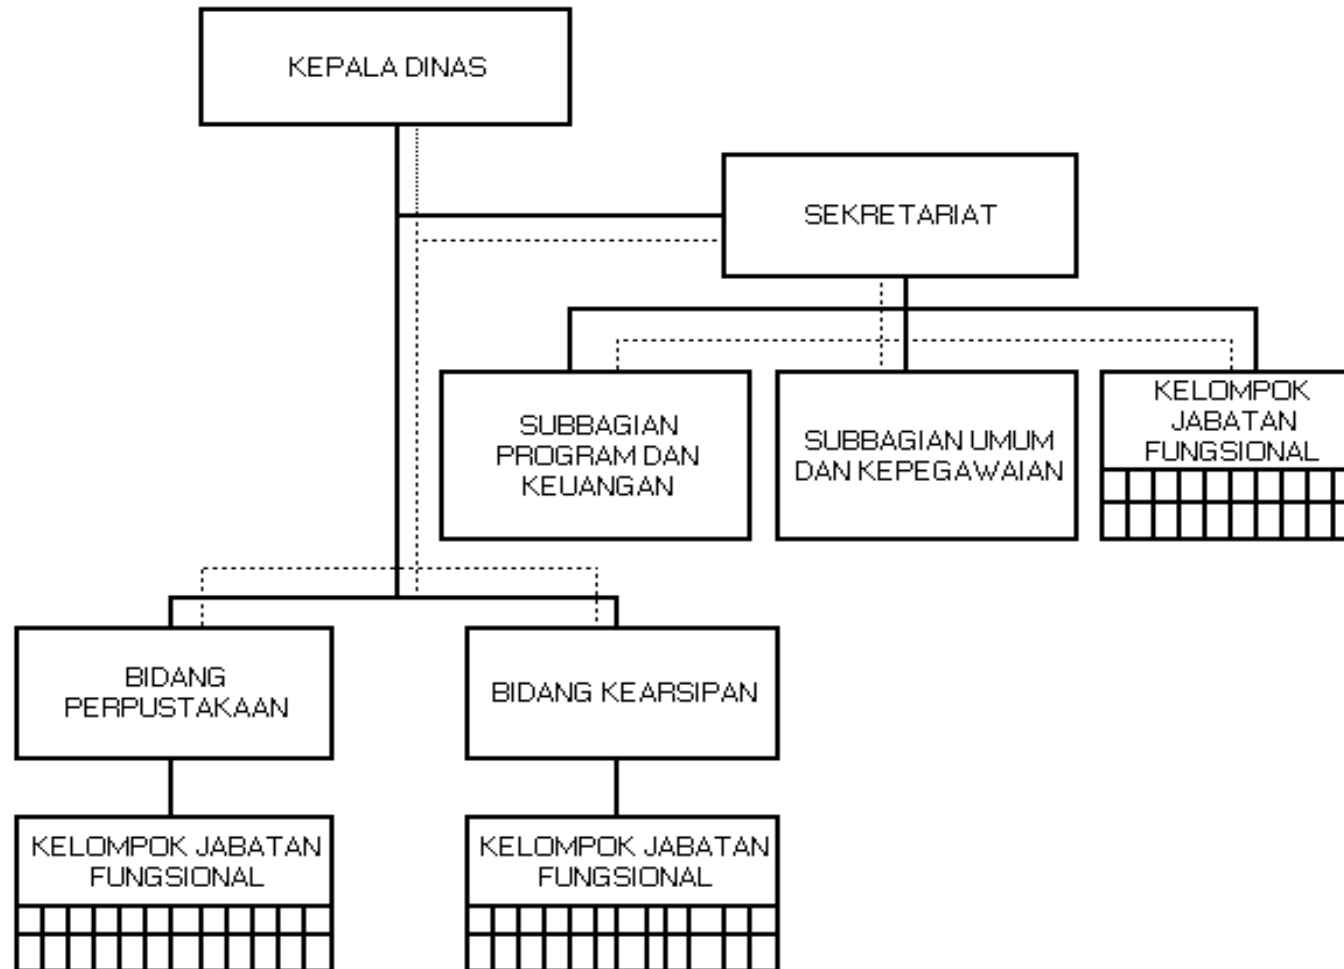 KEPALA DINAS
SEKRETARIAT
SUBBAGIAN
PROGRAM DAN
KEUANGAN
SUBBAGIAN UMUM
DAN KEPEGAWAIAN
KELOMPOK
JABATAN
FUNGSIONAL
BIDANG
PERPUSTAKAAN
BIDANG KEARSIPAN
KELOMPOK JABATAN
FUNGSIONAL
KELOMPOK JABATAN
FUNGSIONAL